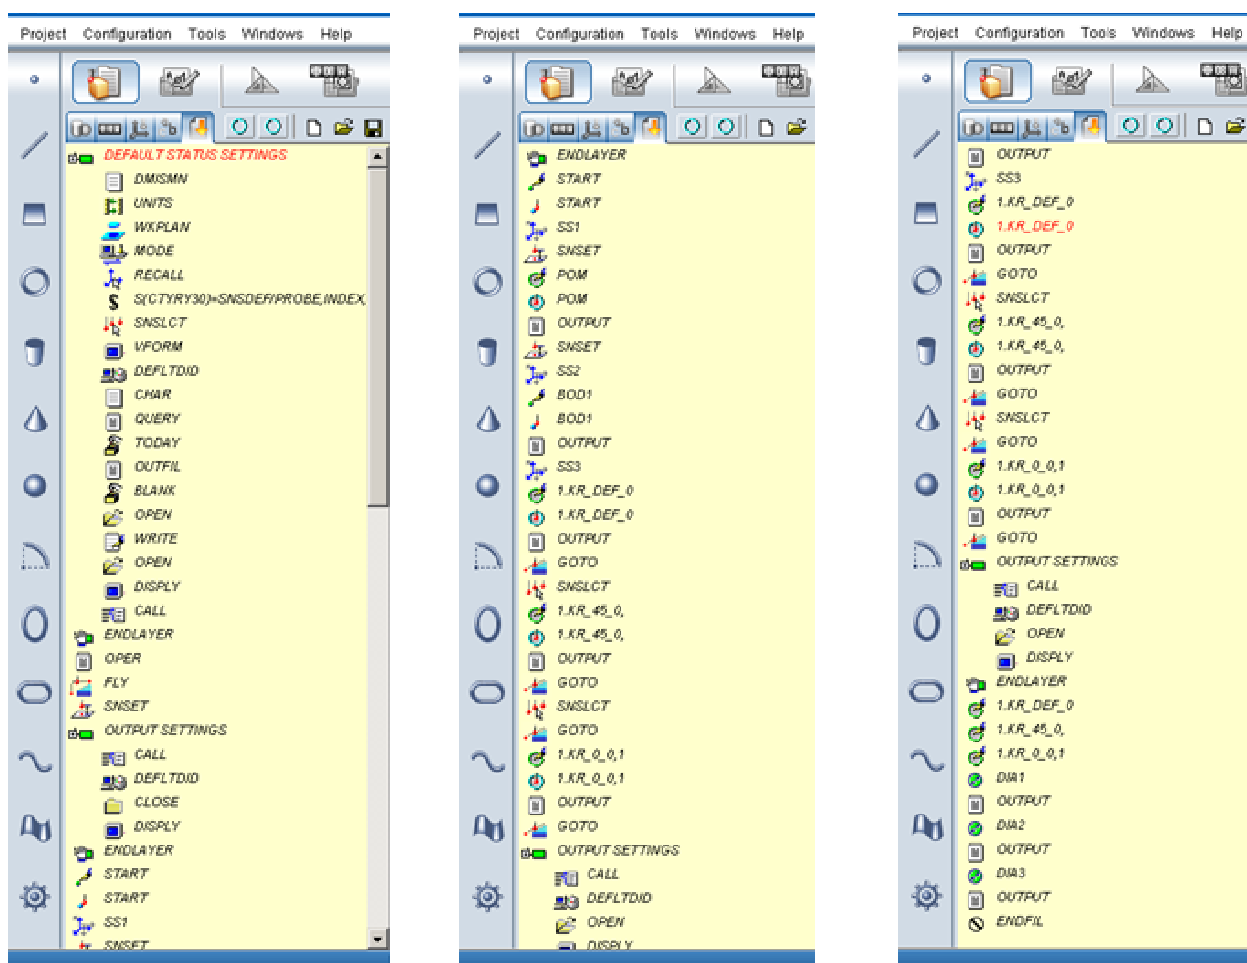 Project Configuration Tools Windows Help
DEFAULT STATUS SETTINGS
DMISMN
UNITS
WKPLAN
MODE
RECALL
S(CTYRY30)=SNSDEF/PROBE,INDEX,
SNSLCT
VFORM
DEFLTDID
CHAR
QUERY
TODAY
OUTFIL
BLANK
OPEN
WRITE
OPEN
DISPLY
CALL
ENDLAYER
OPER
FLY
SNSET
OUTPUT SETTINGS
CALL
DEFLTDID
CLOSE
DISPLY
ENDLAYER
START
START
SS1
SNSET
Project Configuration Tools Windows Help
ENDLAYER
START
START
SS1
SNSET
POM
POM
OUTPUT
SNSET
SS2
BOD1
BOD1
OUTPUT
SS3
1.KR_DEF_0
1.KR_DEF_0
OUTPUT
GOTO
SNSLCT
1.KR_45_0,
1.KR_45_0,
OUTPUT
GOTO
SNSLCT
GOTO
1.KR_0_0,1
1.KR_0_0,1
OUTPUT
GOTO
OUTPUT SETTINGS
CALL
DEFLTDID
OPEN
DISPLY
Project Configuration Tools Windows Help
OUTPUT
SS3
1.KR_DEF_0
1.KR_DEF_0
OUTPUT
GOTO
SNSLCT
1.KR_45_0,
1.KR_45_0,
OUTPUT
GOTO
SNSLCT
GOTO
1.KR_0_0,1
1.KR_0_0,1
OUTPUT
GOTO
OUTPUT SETTINGS
CALL
DEFLTDID
OPEN
DISPLY
ENDLAYER
1.KR_DEF_0
1.KR_45_0,
1.KR_0_0,1
DIA1
OUTPUT
DIA2
OUTPUT
DIA3
OUTPUT
ENDFIL